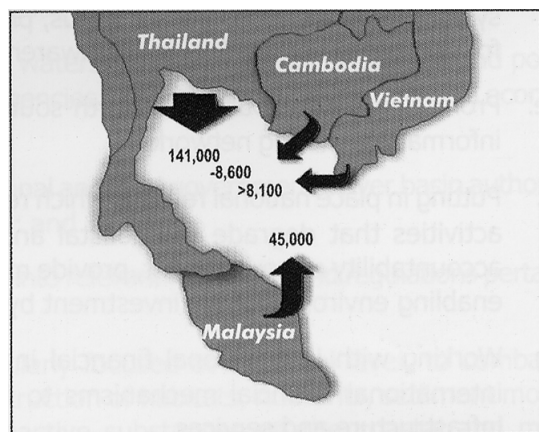 Thailand
Cambodia
Vietnam
141,000
-8,600
>8,100
45,000
Malaysia